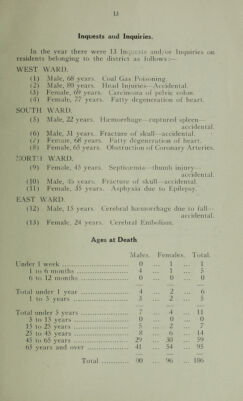 13
Inquests and Inquiries.
In the year there were 13 Inquests and/or Inquiries on
residents belonging to the district as follows:—
WEST WARD.
(1) Male, 68 years. Coal Gas Poisoning.
(2) Male, 80 years. Head Injuries—Accidental.
(3) Female, 69 years. Carcinoma of pelvic colon.
(4) Female, 77 years. Fatty degeneration of heart.
SOUTH WARD.
(5) Male, 22 years. Haemorrhage—ruptured spleen—
accidental.
(6) Male, 31 years. Fracture of skull—accidental.
(7) Female, 68 years. Fatty degeneration of heart.
(8) Female, 65 years. Obstruction of Coronary Arteries.
NORTH WARD.
(9) Female, 43 years. Septicaemia—thumb injury—
accidental.
(10) Male, 45 years. Fracture of skull—accidental.
(11) Female, 35 years. Asphyxia due to Epilepsy.
EAST WARD.
(12) Male, 15 years. Cerebral haemorrhage due to fall—
accidental.
(13) Female, 24 years. Cerebral Embolism.
Ages at Death
Males. Females. Total.
Under 1 week 0 1 1
1 to 6 months 4 1 5
6 to 12 months 0 0 0
Total under 1 year 4 2 6
1 to 5 years 3 2 5
Total under 5 years 7 4 11
5 to 15 years 0 0 0
15 to 25 years 5 2 7
25 to 45 years 8 6 14
45 to 65 years 29 30 59
65 years and over 41 54 95
Total 90 96 186